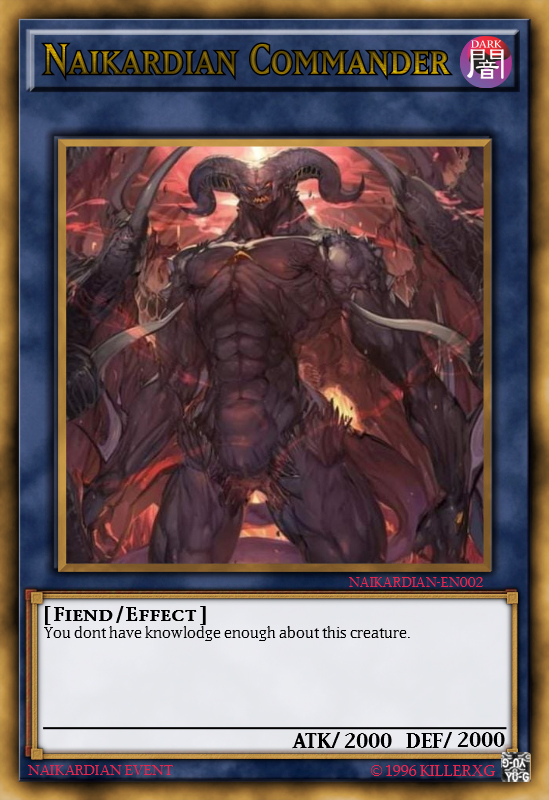 NAIKARDIAN COMMANDER
DARK
闇
NAIKARDIAN-EN002
[FIEND/EFFECT]
You dont have knowlodge enough about this creature.
ATK/ 2000 DEF/ 2000
NAIKARDIAN EVENT
© 1996 KILLERXG
YU-G